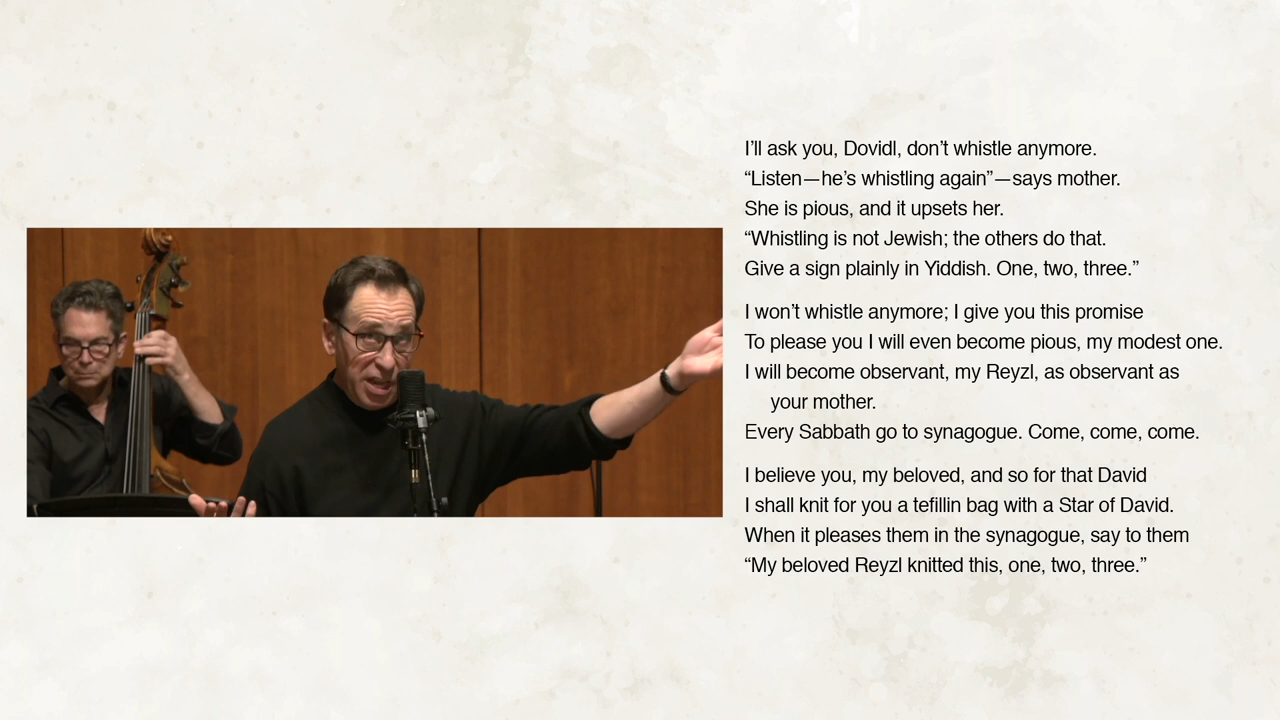 I’ll ask you, Dovidl, don’t whistle anymore.
“Listen—he’s whistling again”—says mother.
She is pious, and it upsets her.
“Whistling is not Jewish; the others do that.
Give a sign plainly in Yiddish. One, two, three.”
I won’t whistle anymore; I give you this promise
To please you I will even become pious, my modest one.
I will become observant, my Reyzl, as observant as
your mother.
Every Sabbath go to synagogue. Come, come, come.
I believe you, my beloved, and so for that David
I shall knit for you a tefillin bag with a Star of David.
When it pleases them in the synagogue, say to them
“My beloved Reyzl knitted this, one, two, three.”